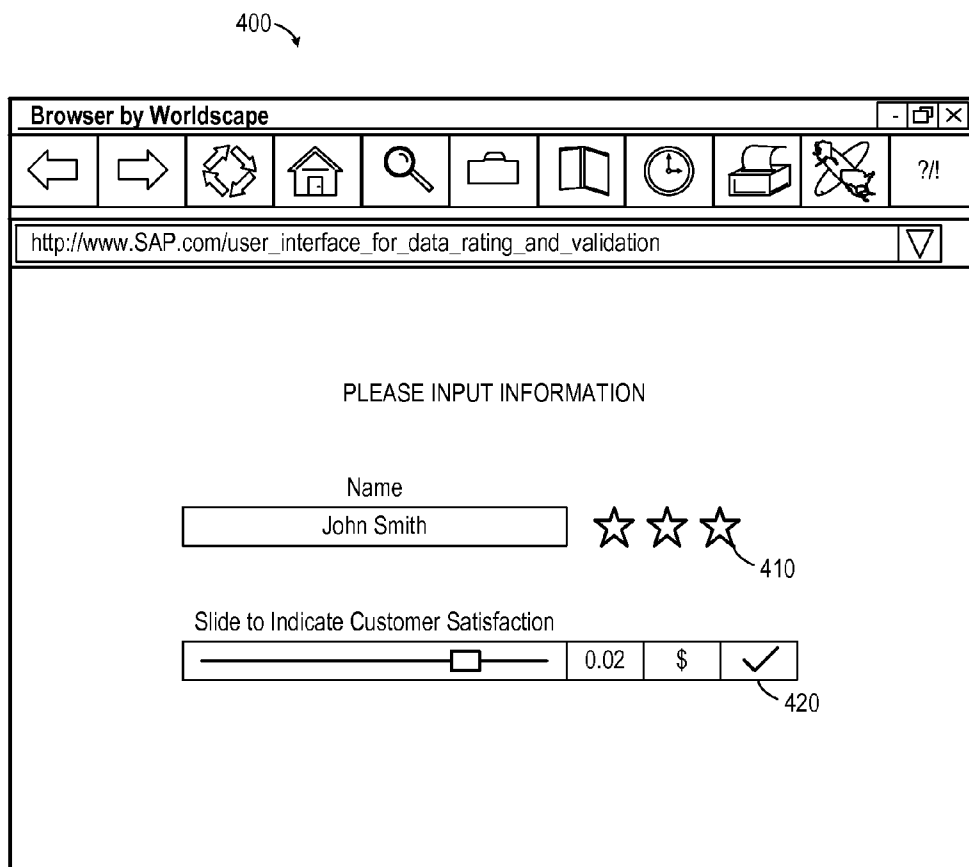 400
Browser by Worldscape
?/!
http://www.SAP.com/user_interface_for_data_rating_and_validation
PLEASE INPUT INFORMATION
Name
John Smith
410
Slide to Indicate Customer Satisfaction
0.02 $
420